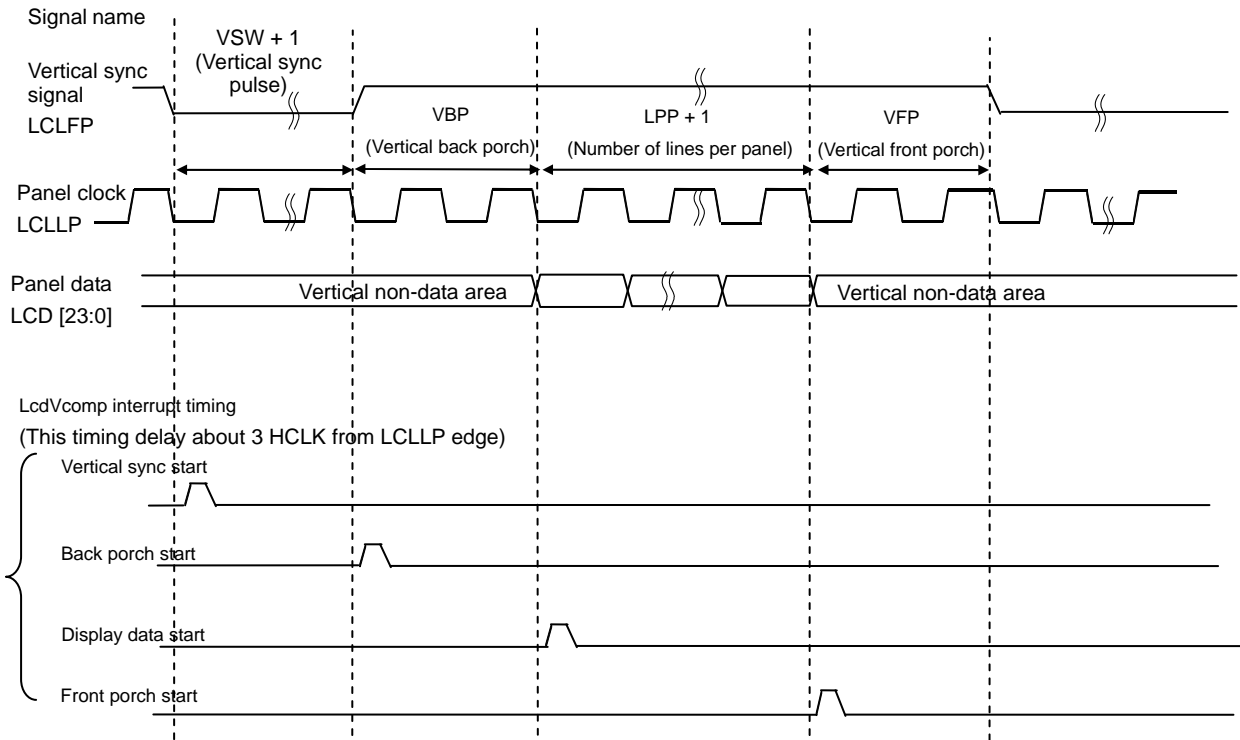 Signal name
VSW + 1
(Vertical sync
pulse)
Vertical sync
signal
LCLFP
VBP
LPP + 1
VFP
(Vertical back porch)
(Number of lines per panel)
(Vertical front porch)
Panel clock
LCLLP
Panel data
LCD [23:0]
Vertical non-data area
Vertical non-data area
LcdVcomp interrupt timing
(This timing delay about 3 HCLK from LCLLP edge)
Vertical sync start
Back porch start
Display data start
Front porch start